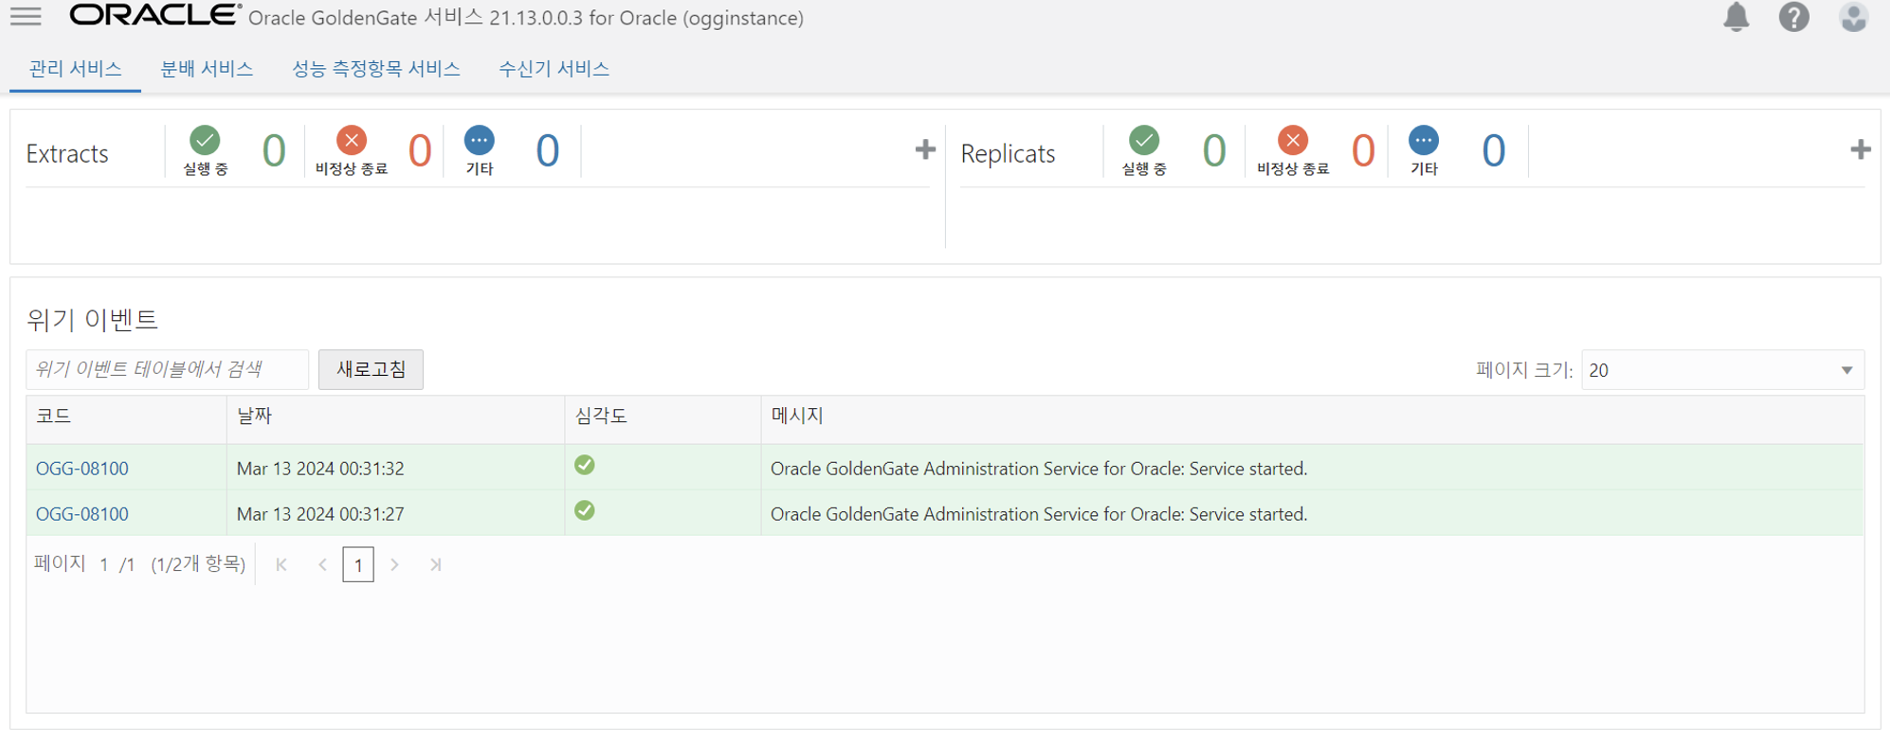 ORACLE® Oracle GoldenGate 서비스 21.13.0.0.3 for Oracle (ogginstance)
관리 서비스 분배 서비스 성능 측정항목 서비스 수신기 서비스
Extracts 실행 중 0 비정상 종료 0 기타 0
Replicats 실행 중 0 비정상 종료 0 기타 0
위기 이벤트
위기 이벤트 테이블에서 검색 새로고침 페이지 크기: 20
코드 날짜 심각도 메시지
OGG-08100 Mar 13 2024 00:31:32 Oracle GoldenGate Administration Service for Oracle: Service started.
OGG-08100 Mar 13 2024 00:31:27 Oracle GoldenGate Administration Service for Oracle: Service started.
페이지 1 /1 (1/2개 항목) 1